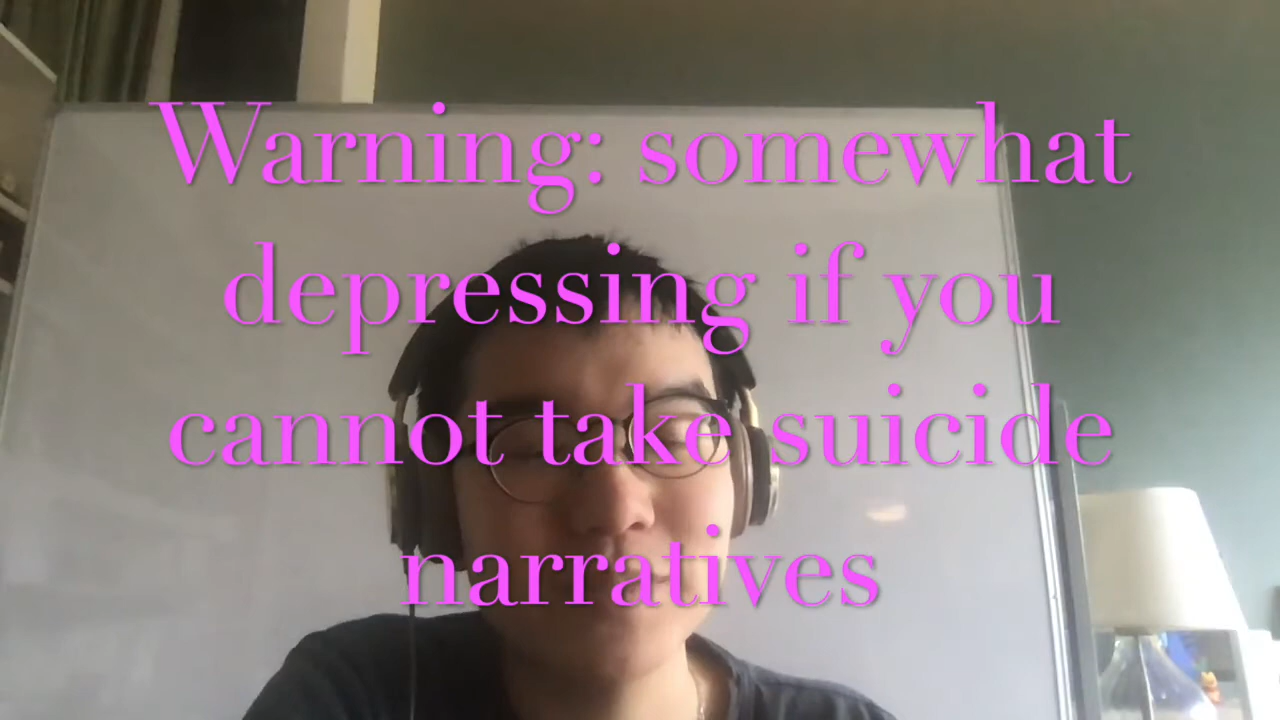 Warning: somewhat
depressing if you
cannot take suicide
narratives